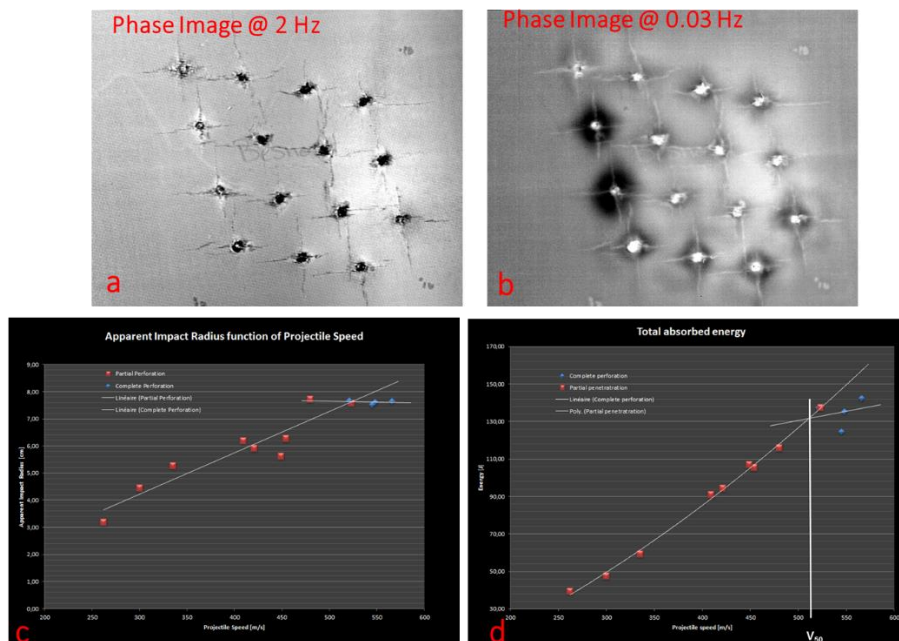 Phase Image @ 2 Hz
a
Phase Image @ 0.03 Hz
b
Apparent Impact Radius function of Projectile Speed
Partial Perforation
Complete Perforation
Linéaire (Partial Perforation)
Linéaire (Complete Perforation)
Apparent Impact Radius [cm]
9,00
8,00
7,00
6,00
5,00
4,00
3,00
2,00
1,00
0,00
200
250
300
350
400
450
500
550
600
Projectile Speed [m/s]
c
Total absorbed energy
Complete perforation
Partial penetratration
Linéaire (Complete perforation)
Poly. (Partial penetratration)
Energy [J]
170,00
150,00
130,00
110,00
90,00
70,00
50,00
30,00
200
250
300
350
400
450
500
550
600
Projectile speed [m/s]
V50
d